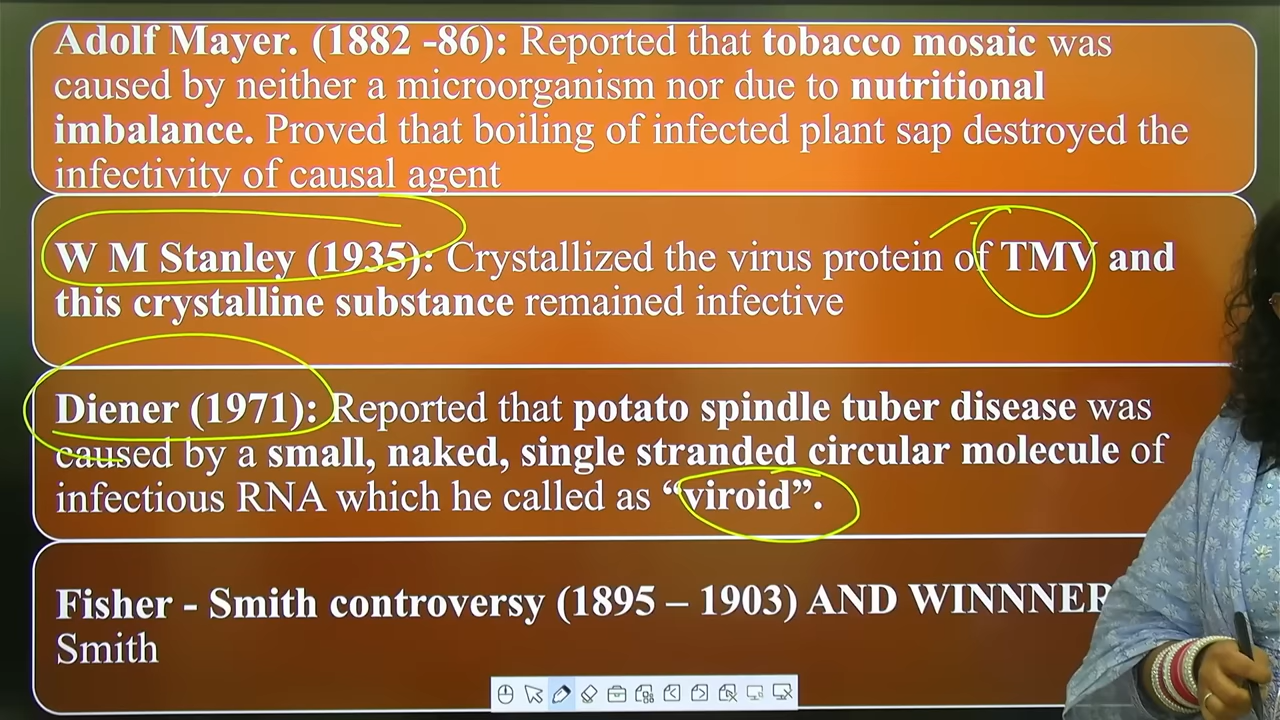 Adolf Mayer. (1882 -86): Reported that tobacco mosaic was
caused by neither a microorganism nor due to nutritional
imbalance. Proved that boiling of infected plant sap destroyed the
infectivity of causal agent
W M Stanley (1935): Crystallized the virus protein of TMV and
this crystalline substance remained infective
Diener (1971): Reported that potato spindle tuber disease was
caused by a small, naked, single stranded circular molecule of
infectious RNA which he called as “viroid”.
Fisher - Smith controversy (1895 – 1903) AND WINNNER
Smith